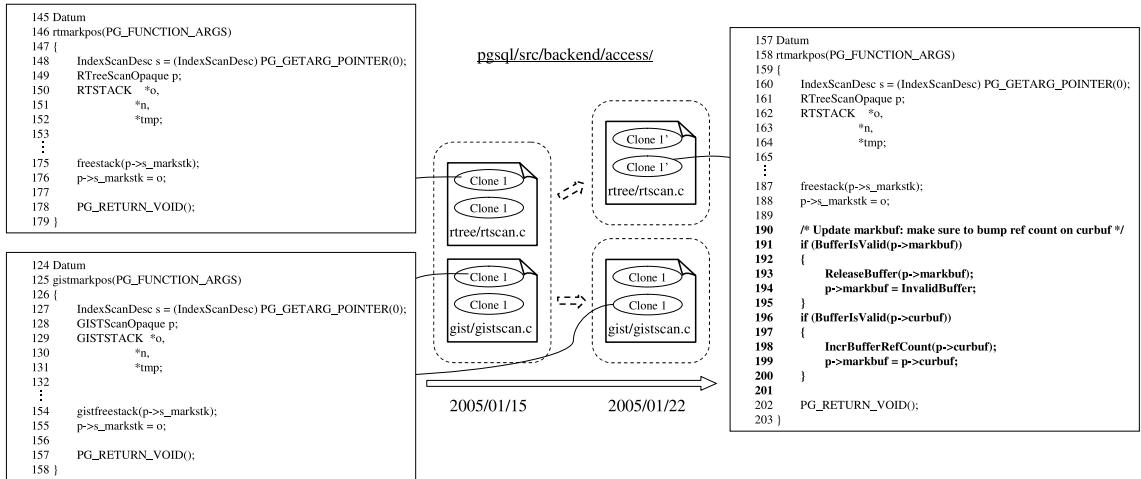 145 Datum
146 rtmarkpos(PG_FUNCTION_ARGS)
147 {
148 IndexScanDesc s = (IndexScanDesc) PG_GETARG_POINTER(0);
149 RTreeScanOpaque p;
150 RTSTACK *o,
151 *n,
152 *tmp;
153
175 freestack(p->s_markstk);
176 p->s_markstk = o;
177
178 PG_RETURN_VOID();
179 }
124 Datum
125 gistmarkpos(PG_FUNCTION_ARGS)
126 {
127 IndexScanDesc s = (IndexScanDesc) PG_GETARG_POINTER(0);
128 GISTScanOpaque p;
129 GISTSTACK *o,
130 *n,
131 *tmp;
132
154 gistfreestack(p->s_markstk);
155 p->s_markstk = o;
156
157 PG_RETURN_VOID();
158 }
pgsql/src/backend/access/
Clone 1
Clone 1
rtree/rtscan.c
Clone 1
Clone 1
gist/gistscan.c
Clone 1'
Clone 1'
rtree/rtscan.c
Clone 1
Clone 1
gist/gistscan.c
2005/01/15
2005/01/22
157 Datum
158 rtmarkpos(PG_FUNCTION_ARGS)
159 {
160 IndexScanDesc s = (IndexScanDesc) PG_GETARG_POINTER(0);
161 RTreeScanOpaque p;
162 RTSTACK *o,
163 *n,
164 *tmp;
165
187 freestack(p->s_markstk);
188 p->s_markstk = o;
189
190 /* Update markbuf: make sure to bump ref count on curbuf */
191 if (BufferIsValid(p->markbuf))
192 {
193 ReleaseBuffer(p->markbuf);
194 p->markbuf = InvalidBuffer;
195 }
196 if (BufferIsValid(p->curbuf))
197 {
198 IncrBufferRefCount(p->curbuf);
199 p->markbuf = p->curbuf;
200 }
201
202 PG_RETURN_VOID();
203 }